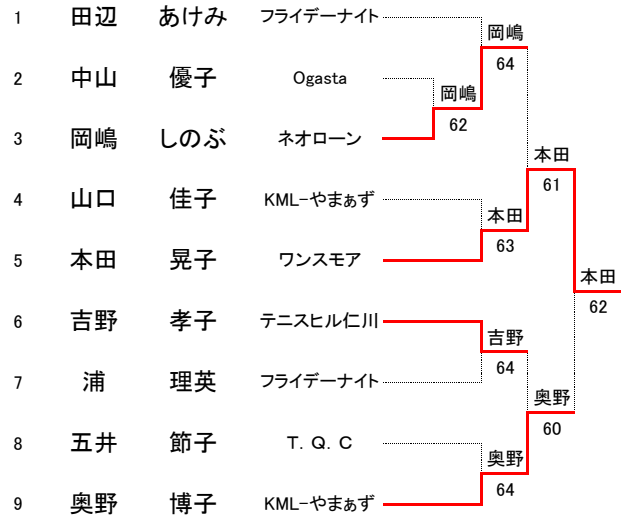 1 田辺 あけみ フライデーナイト
岡嶋
64
2 中山 優子 Ogasta
岡嶋
62
3 岡嶋 しのぶ ネオローン
本田
61
4 山口 佳子 KML-やまぁず
本田
63
5 本田 晃子 ワンスモア
本田
62
6 吉野 孝子 テニスヒル仁川
吉野
64
7 浦 理英 フライデーナイト
奥野
60
8 五井 節子 T.Q.C
奥野
64
9 奥野 博子 KML-やまぁず